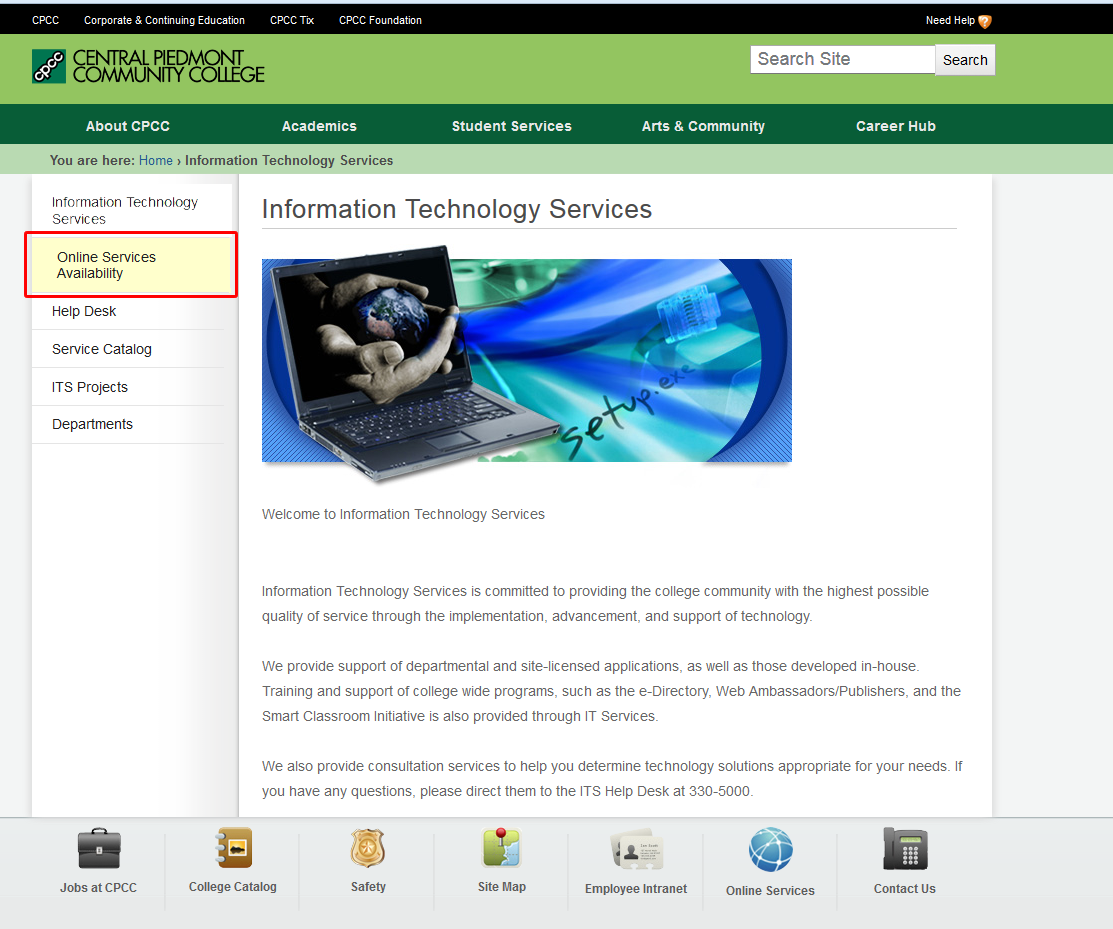 CPCC Corporate & Continuing Education CPCC Tix CPCC Foundation Need Help ?
cpcc CENTRAL PIEDMONT
COMMUNITY COLLEGE
Search Site Search
About CPCC Academics Student Services Arts & Community Career Hub
You are here: Home › Information Technology Services
Information Technology
Services
Online Services
Availability
Help Desk
Service Catalog
ITS Projects
Departments
Information Technology Services
setup.exe
Welcome to Information Technology Services
Information Technology Services is committed to providing the college community with the highest possible
quality of service through the implementation, advancement, and support of technology.
We provide support of departmental and site-licensed applications, as well as those developed in-house.
Training and support of college wide programs, such as the e-Directory, Web Ambassadors/Publishers, and the
Smart Classroom Initiative is also provided through IT Services.
We also provide consultation services to help you determine technology solutions appropriate for your needs. If
you have any questions, please direct them to the ITS Help Desk at 330-5000.
Jobs at CPCC College Catalog Safety Site Map Employee Intranet Online Services Contact Us